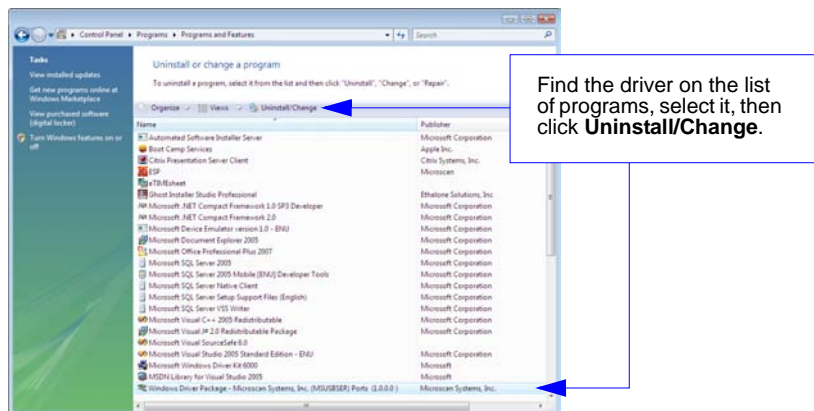 Control Panel ▸ Programs ▸ Programs and Features
Search
Tasks
View installed updates
Get new programs online at
Windows Marketplace
View purchased software
(digital locker)
Turn Windows features on or
off
Uninstall or change a program
To uninstall a program, select it from the list and then click "Uninstall", "Change", or "Repair".
Organize Views Uninstall/Change
Name Publisher
Automated Software Installer Server Microsoft Corporation
Boot Camp Services Apple Inc.
Citrix Presentation Server Client Citrix Systems, Inc.
ESP Microscan
eTIMEsheet
Ghost Installer Studio Professional Ethalone Solutions, Inc
Microsoft .NET Compact Framework 1.0 SP3 Developer Microsoft Corporation
Microsoft .NET Compact Framework 2.0 Microsoft Corporation
Microsoft Device Emulator version 1.0 - ENU Microsoft Corporation
Microsoft Document Explorer 2005 Microsoft Corporation
Microsoft Office Professional Plus 2007 Microsoft Corporation
Microsoft SQL Server 2005 Microsoft Corporation
Microsoft SQL Server 2005 Mobile [ENU] Developer Tools Microsoft Corporation
Microsoft SQL Server Native Client Microsoft Corporation
Microsoft SQL Server Setup Support Files (English) Microsoft Corporation
Microsoft SQL Server VSS Writer Microsoft Corporation
Microsoft Visual C++ 2005 Redistributable Microsoft Corporation
Microsoft Visual J# 2.0 Redistributable Package Microsoft Corporation
Microsoft Visual SourceSafe 6.0
Microsoft Visual Studio 2005 Standard Edition - ENU Microsoft Corporation
Microsoft Windows Driver Kit 6000 Microsoft
MSDN Library for Visual Studio 2005 Microsoft
Windows Driver Package - Microscan Systems, Inc. (MSUSBSER) Ports (1.0.0.0) Microscan Systems, Inc.
Find the driver on the list
of programs, select it, then
click Uninstall/Change.